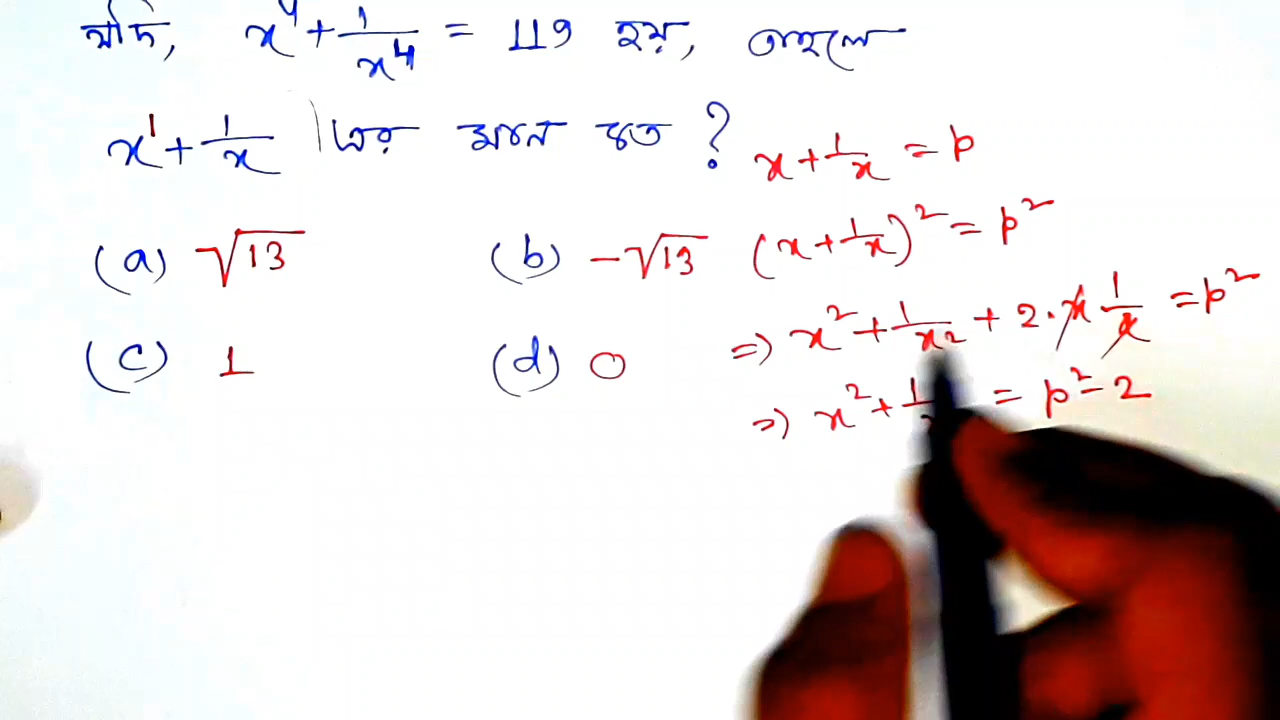 যদি, x⁴ + 1/x⁴ = 119 হয়, তাহলে
x¹ + 1/x এর মান কত ?
(a) √13 (b) -√13
(c) 1 (d) 0
x + 1/x = p
(x + 1/x)² = p²
⇒ x² + 1/x² + 2·x 1/x = p²
⇒ x² + 1/ = p² - 2